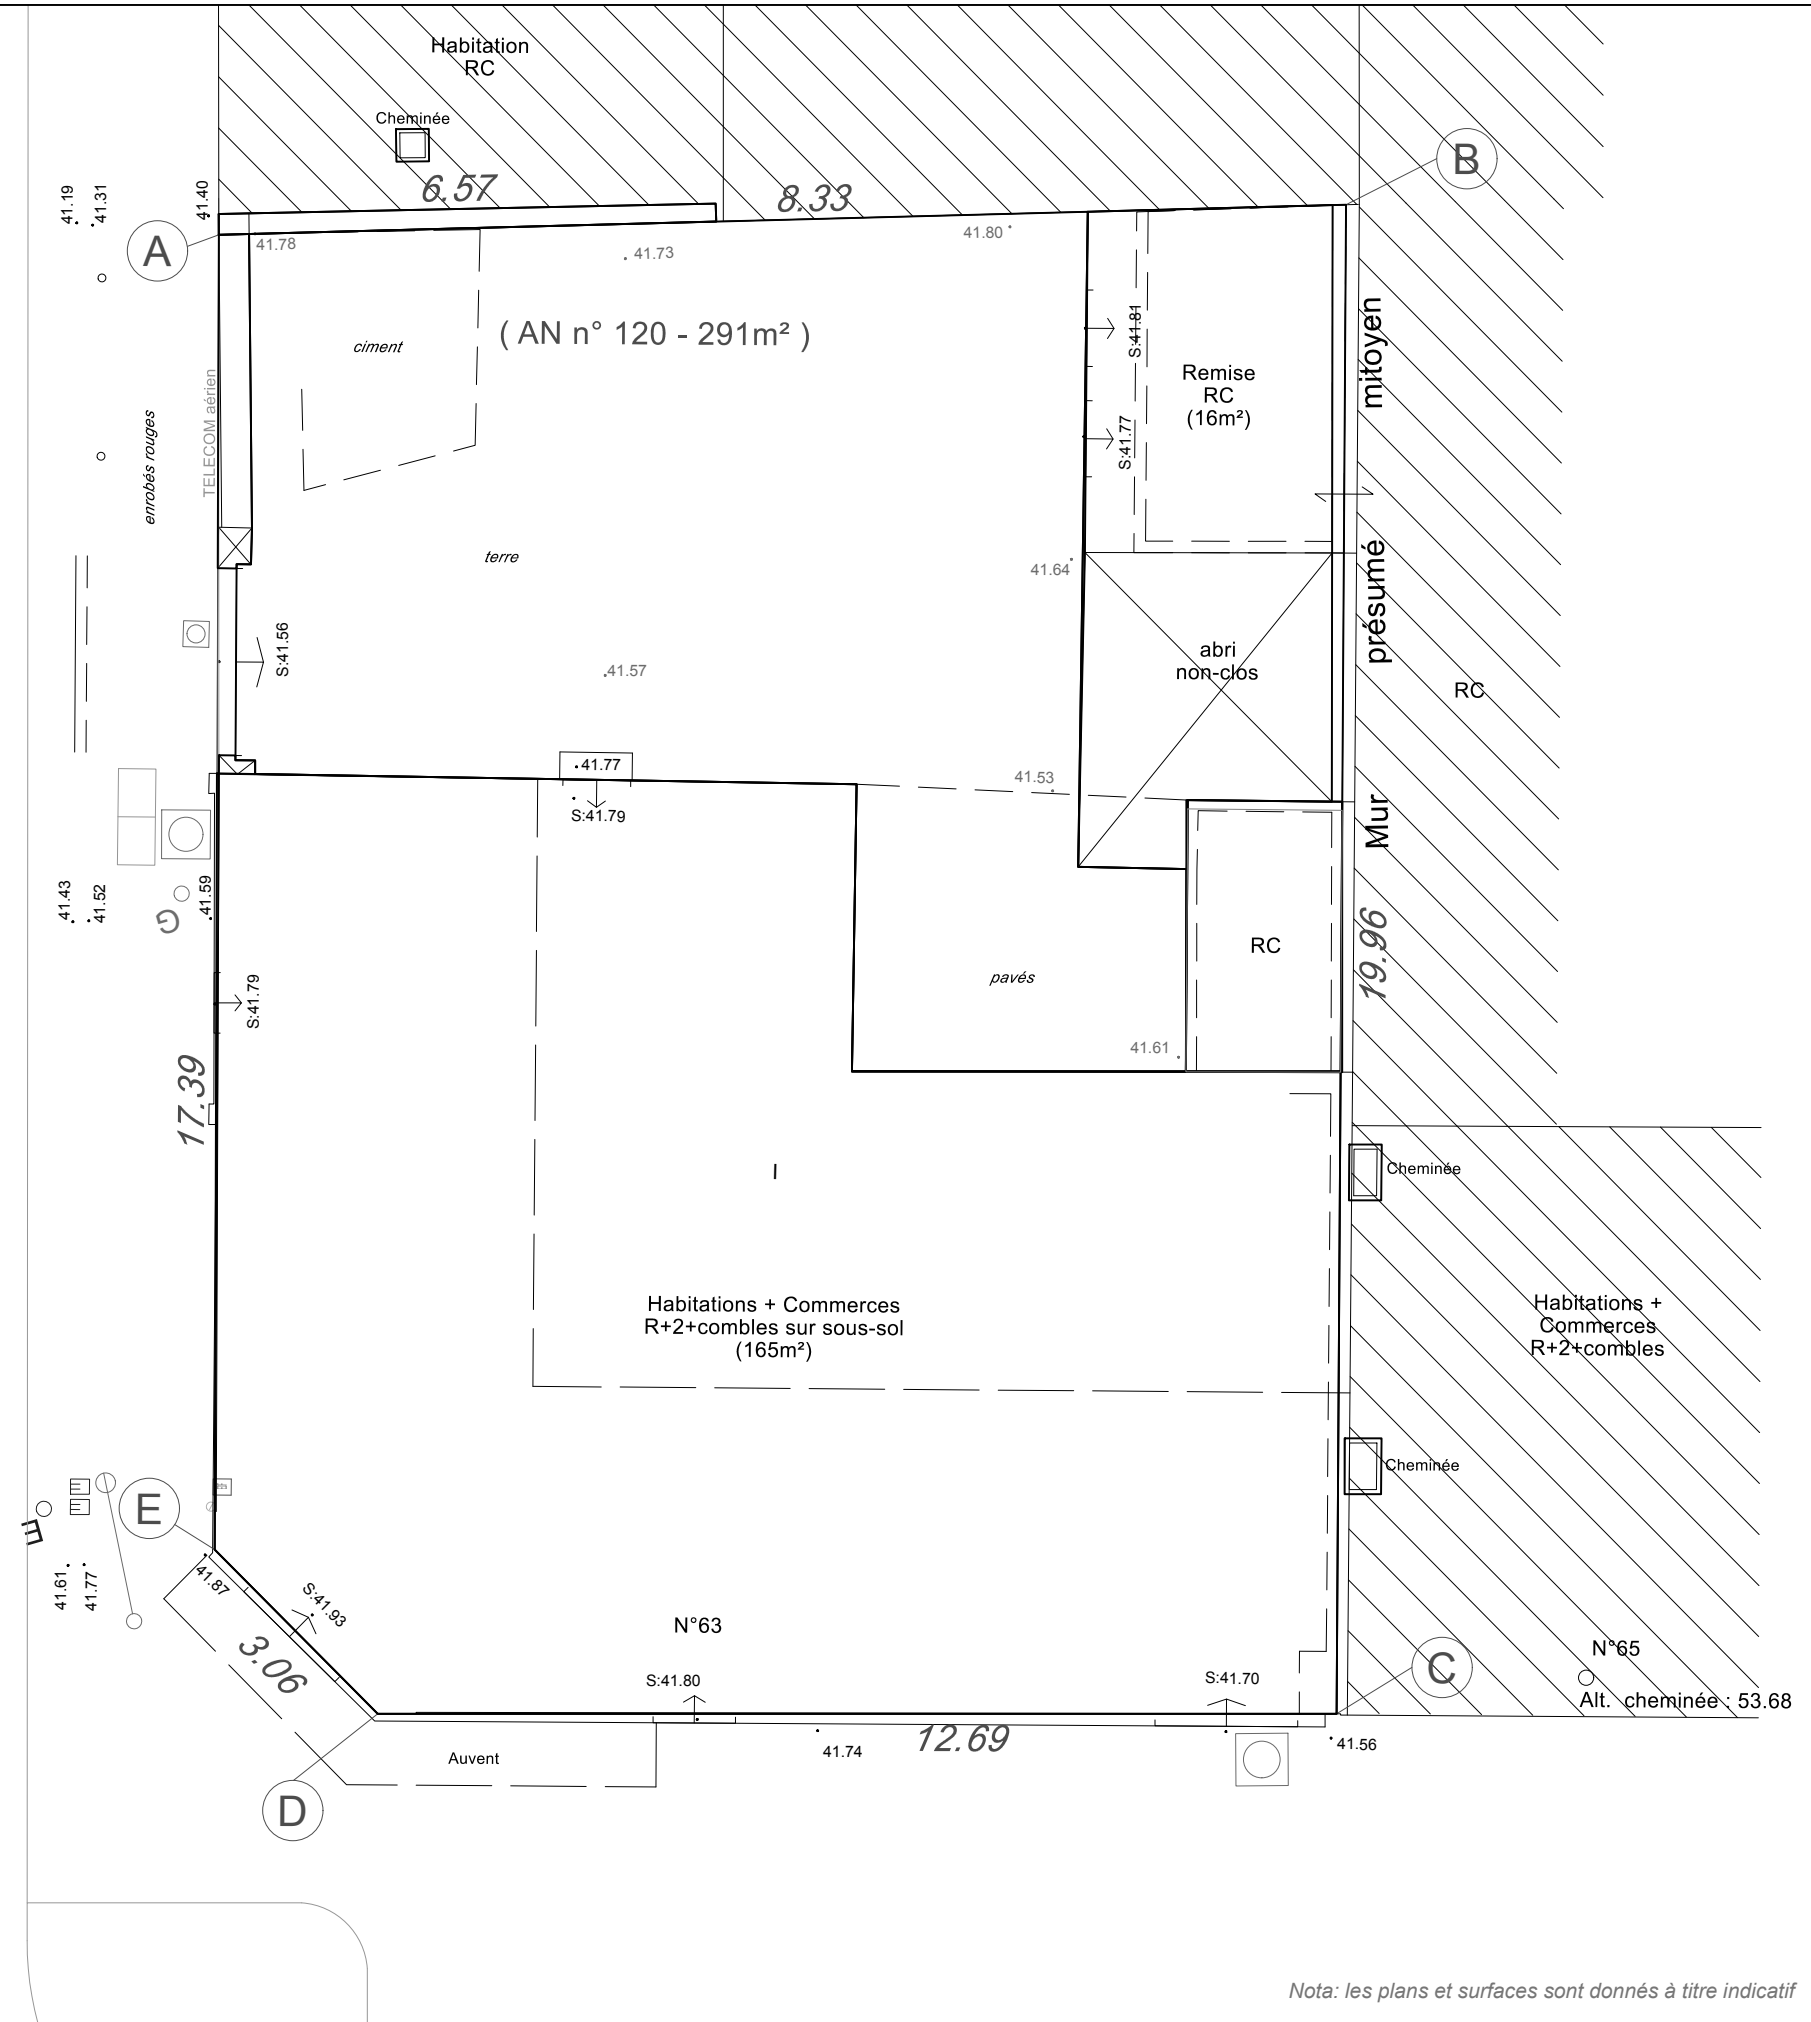 Habitation
RC
Cheminée
6.57
8.33
B
41.19
41.31
41.40
A
41.78
41.73
41.80
ciment
( AN n° 120 - 291m² )
S:41.81
mitoyen
Remise
RC
(16m²)
TELECOM aérien
enrobés rouges
S:41.77
terre
41.64
présumé
S:41.56
abri
non-clos
41.57
RC
41.77
41.53
S:41.79
Mur
41.43
41.52
41.59
G
RC
19.96
pavés
S:41.79
41.61
17.39
I
Cheminée
Habitations + Commerces
R+2+combles sur sous-sol
(165m²)
Habitations +
Commerces
R+2+combles
Cheminée
E
E
41.61
41.77
41.87
S:41.93
3.06
N°63
N°65
S:41.80
S:41.70
C
Alt. cheminée : 53.68
12.69
41.74
41.56
Auvent
D
Nota: les plans et surfaces sont donnés à titre indicatif